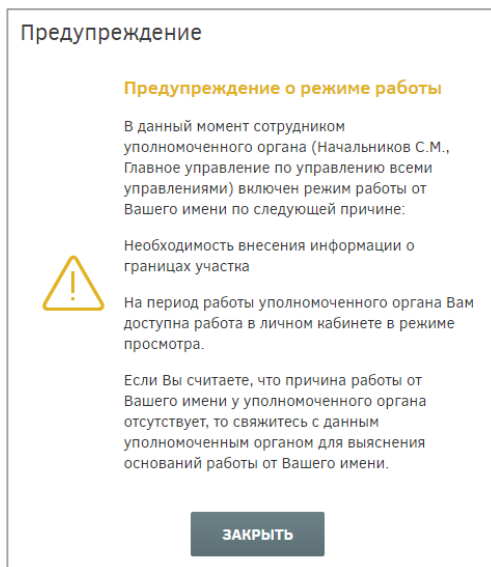 Предупреждение
Предупреждение о режиме работы
В данный момент сотрудником
уполномоченного органа (Начальников С.М.,
Главное управление по управлению всеми
управлениями) включен режим работы от
Вашего имени по следующей причине:
Необходимость внесения информации о
границах участка
На период работы уполномоченного органа Вам
доступна работа в личном кабинете в режиме
просмотра.
Если Вы считаете, что причина работы от
Вашего имени у уполномоченного органа
отсутствует, то свяжитесь с данным
уполномоченным органом для выяснения
оснований работы от Вашего имени.
ЗАКРЫТЬ